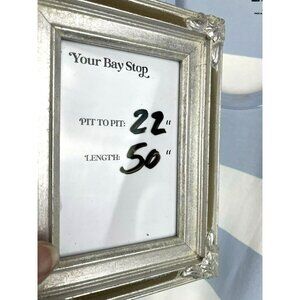 Your Bay Stop
PIT TO PIT: 22"
LENGTH: 50"